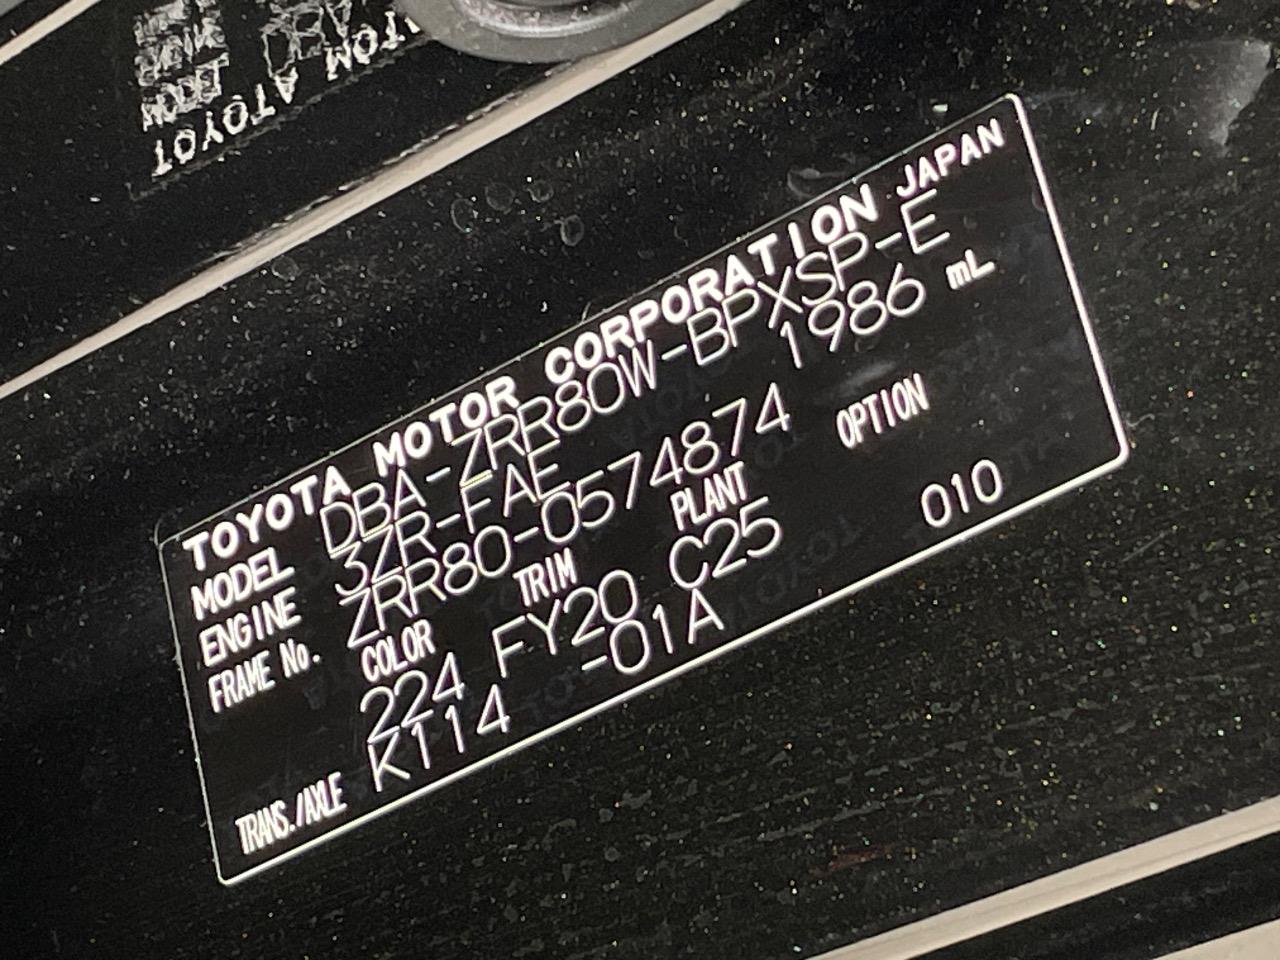 TOYOTA MOTOR CORPORATION JAPAN
MODEL DBA-ZRR80W-BPXSP-E
ENGINE 3ZR-FAE 1986 mL
FRAME No. ZRR80-0574874
COLOR TRIM PLANT OPTION
224 FY20 C25 010
TRANS./AXLE K114 -01A